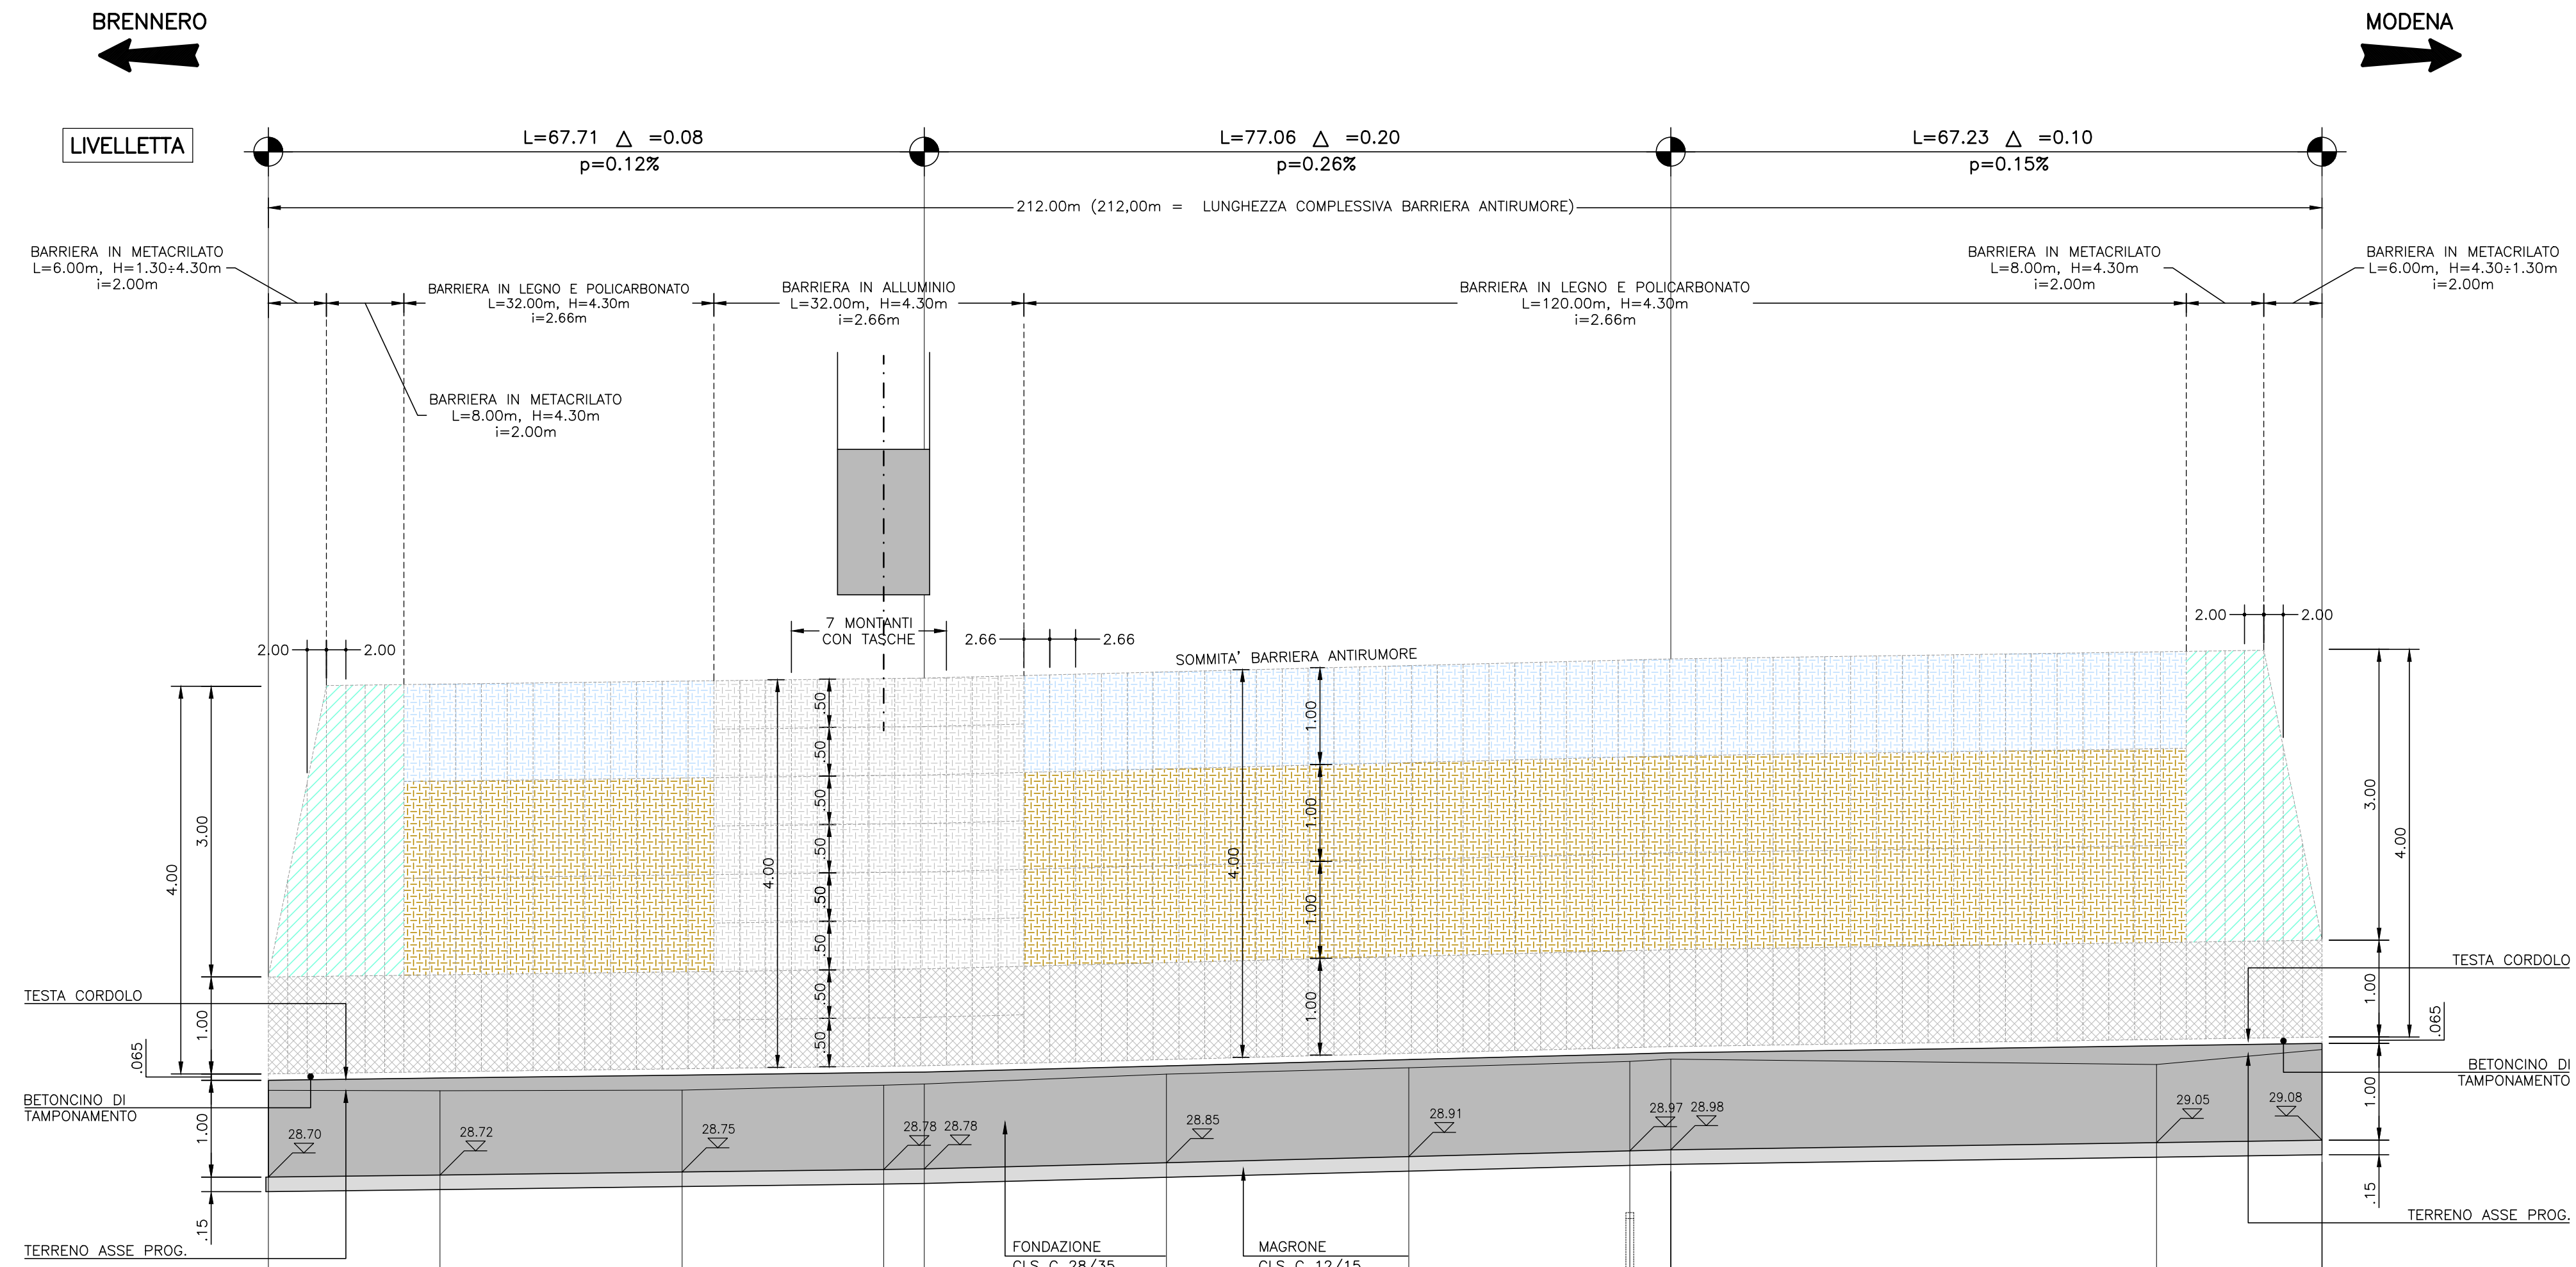 BRENNERO
MODENA
LIVELLETTA
L=67.71 △ =0.08
p=0.12%
L=77.06 △ =0.20
p=0.26%
L=67.23 △ =0.10
p=0.15%
212.00m (212,00m = LUNGHEZZA COMPLESSIVA BARRIERA ANTIRUMORE)
BARRIERA IN METACRILATO
L=6.00m, H=1.30÷4.30m
i=2.00m
BARRIERA IN LEGNO E POLICARBONATO
L=32.00m, H=4.30m
i=2.66m
BARRIERA IN ALLUMINIO
L=32.00m, H=4.30m
i=2.66m
BARRIERA IN LEGNO E POLICARBONATO
L=120.00m, H=4.30m
i=2.66m
BARRIERA IN METACRILATO
L=8.00m, H=4.30m
i=2.00m
BARRIERA IN METACRILATO
L=6.00m, H=4.30÷1.30m
i=2.00m
BARRIERA IN METACRILATO
L=8.00m, H=4.30m
i=2.00m
7 MONTANTI
CON TASCHE
2.00
2.00
2.66
2.66
2.00
2.00
SOMMITA' BARRIERA ANTIRUMORE
4.00
3.00
1.00
.065
1.00
.15
4.00
.50
.50
.50
.50
.50
.50
.50
.50
4.00
1.00
1.00
1.00
1.00
3.00
4.00
1.00
.065
1.00
.15
TESTA CORDOLO
BETONCINO DI
TAMPONAMENTO
TERRENO ASSE PROG.
TESTA CORDOLO
BETONCINO DI
TAMPONAMENTO
TERRENO ASSE PROG.
28.70
28.72
28.75
28.78
28.78
28.85
28.91
28.97
28.98
29.05
29.08
FONDAZIONE
CLS C 28/35
MAGRONE
CLS C 12/15